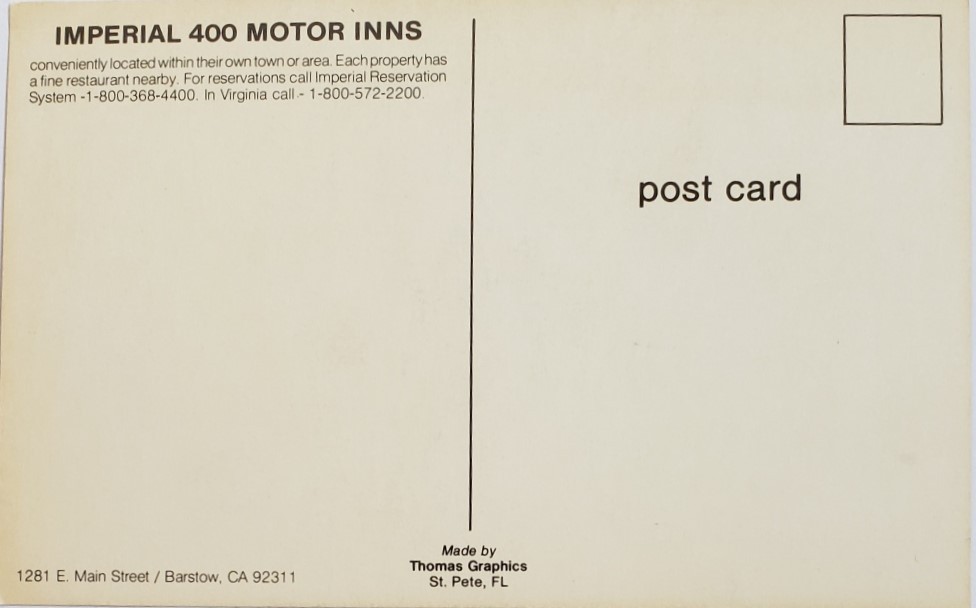 IMPERIAL 400 MOTOR INNS
conveniently located within their own town or area. Each property has
a fine restaurant nearby. For reservations call Imperial Reservation
System -1-800-368-4400. In Virginia call - 1-800-572-2200.
post card
Made by
Thomas Graphics
St. Pete, FL
1281 E. Main Street / Barstow, CA 92311